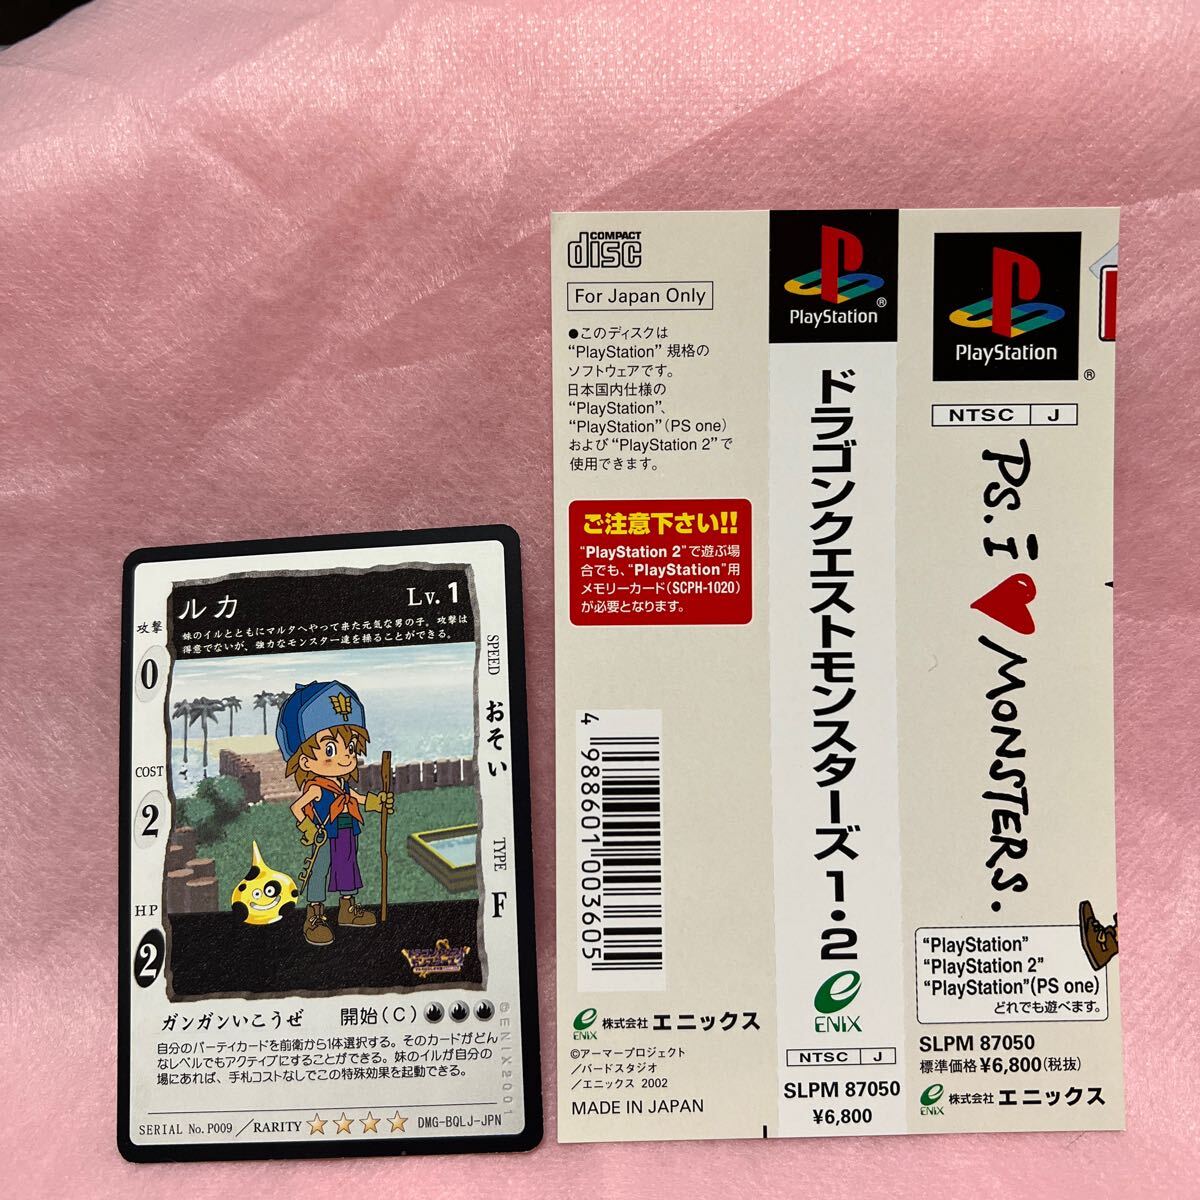 ルカ Lv.1
妹のイルとともにマルタへやって来た元気な男の子。攻撃は
得意でないが、強力なモンスター達を操ることができる。
攻撃
0
COST
2
HP
2
SPEED
おそい
TYPE
F
ガンガンいこうぜ 開始(C)
自分のパーティカードを前衛から1体選択する。そのカードがどん
なレベルでもアクティブにすることができる。妹のイルが自分の
場にあれば、手札コストなしでこの特殊効果を起動できる。
©ENIX2001
SERIAL No. P009 ／RARITY ☆☆☆☆ DMG-BQLJ-JPN
COMPACT
disc
For Japan Only
●このディスクは
“PlayStation” 規格の
ソフトウェアです。
日本国内仕様の
“PlayStation”、
“PlayStation”(PS one)
および“PlayStation 2”で
使用できます。
ご注意下さい!!
“PlayStation 2”で遊ぶ場
合でも、“PlayStation”用
メモリーカード(SCPH-1020)
が必要となります。
4 988601 003605
ENIX 株式会社 エニックス
©アーマープロジェクト
/バードスタジオ
/エニックス 2002
MADE IN JAPAN
PlayStation®
ドラゴンクエストモンスターズ 1・2
ENIX
NTSC J
SLPM 87050
¥6,800
PlayStation®
NTSC J
PS. i ♥ MONSTERS.
“PlayStation”
“PlayStation 2”
“PlayStation”(PS one)
どれでも遊べます。
SLPM 87050
標準価格¥6,800(税抜)
ENIX 株式会社 エニックス